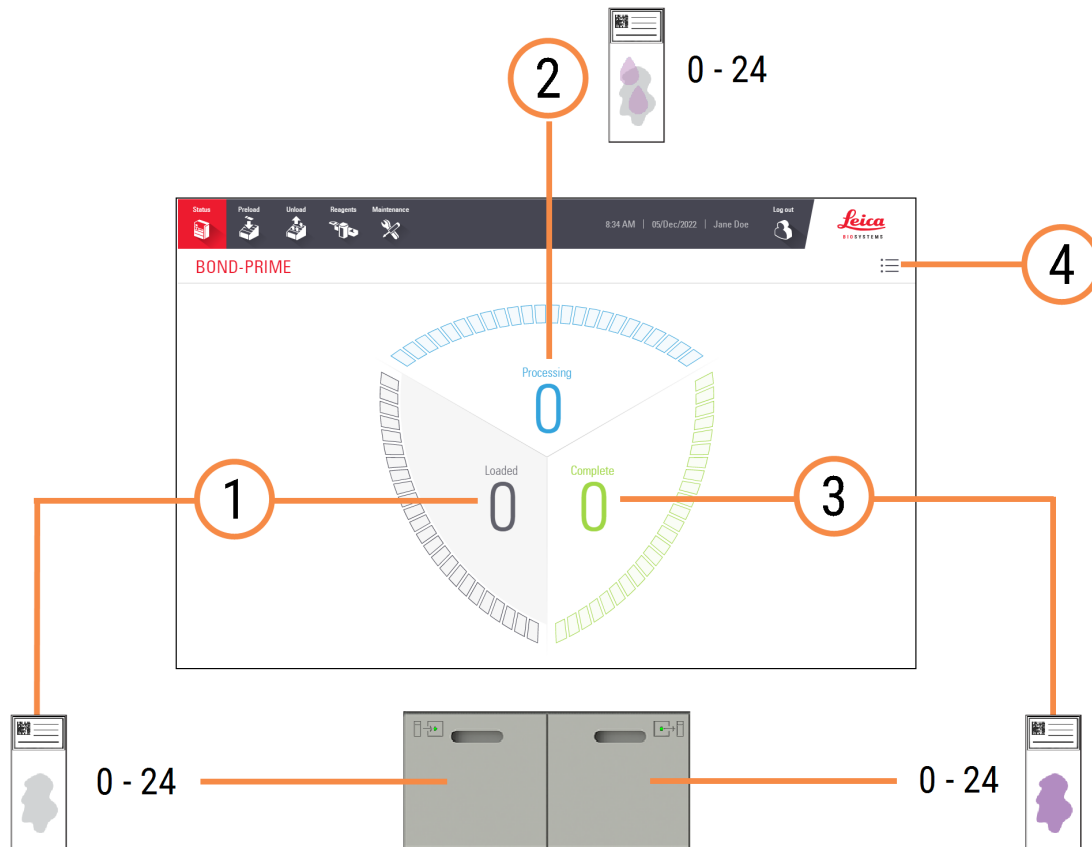 2
0 - 24
Status
Preload
Unload
Reagents
Maintenance
8:34 AM | 05/Dec/2022 | Jane Doe
Log out
Leica
BIOSYSTEMS
BOND-PRIME
4
Processing
0
1
Loaded
0
Complete
0
3
0 - 24
0 - 24